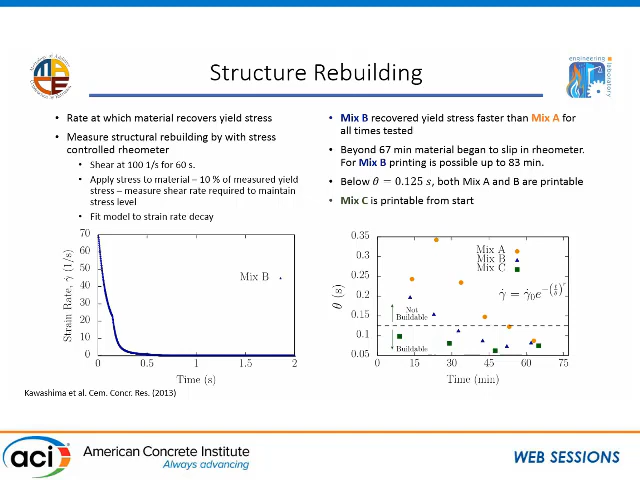 Structure Rebuilding
engineering
laboratory
• Rate at which material recovers yield stress
• Measure structural rebuilding by with stress
controlled rheometer
• Shear at 100 1/s for 60 s.
• Apply stress to material – 10 % of measured yield
stress – measure shear rate required to maintain
stress level
• Fit model to strain rate decay
• Mix B recovered yield stress faster than Mix A for
all times tested
• Beyond 67 min material began to slip in rheometer.
For Mix B printing is possible up to 83 min.
• Below θ = 0.125 s, both Mix A and B are printable
• Mix C is printable from start
70
60
50
40
30
20
10
0
Strain Rate, γ̇ (1/s)
Mix B
0
0.5
1
1.5
2
Time (s)
Kawashima et al. Cem. Concr. Res. (2013)
0.35
0.3
0.25
0.2
0.15
0.1
0.05
θ (s)
Mix A
Mix B
Mix C
γ̇ = γ̇₀e^−(t/θ)^r
Not
Buildable
Buildable
0
15
30
45
60
75
Time (min)
aci
American Concrete Institute
Always advancing
WEB SESSIONS